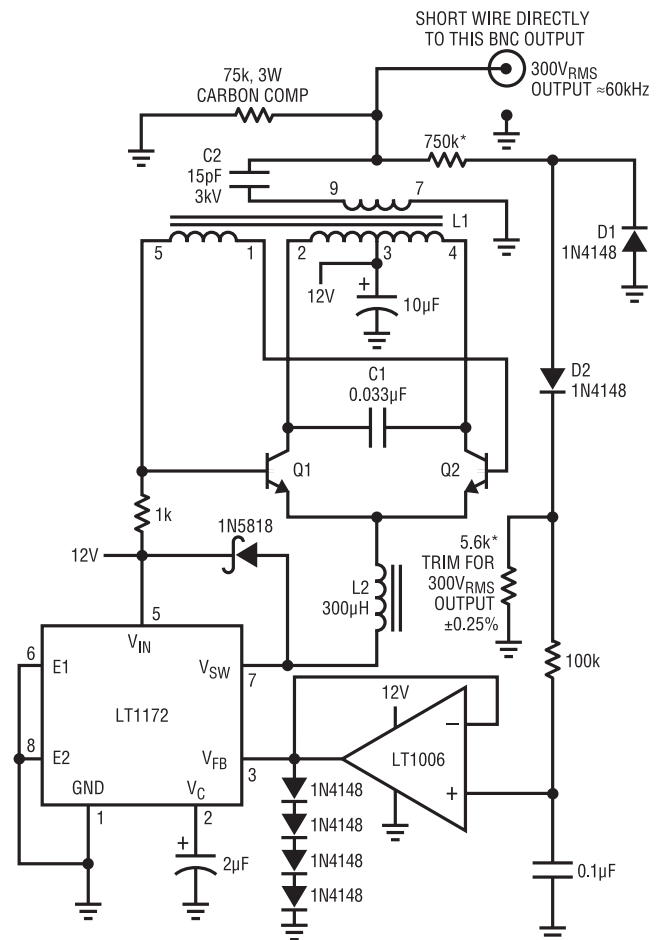 SHORT WIRE DIRECTLY
TO THIS BNC OUTPUT
300VRMS
OUTPUT ≈60kHz
75k, 3W
CARBON COMP
750k*
C2
15pF
3kV
9
7
L1
D1
1N4148
5
1
2
3
4
12V
+
10µF
D2
1N4148
C1
0.033µF
Q1
Q2
1k
1N5818
12V
5.6k*
TRIM FOR
300VRMS
OUTPUT
±0.25%
L2
300µH
5
VIN
6
E1
VSW
7
100k
LT1172
12V
–
8
E2
VFB
3
LT1006
+
GND
VC
1
2
1N4148
1N4148
1N4148
1N4148
+
2µF
0.1µF